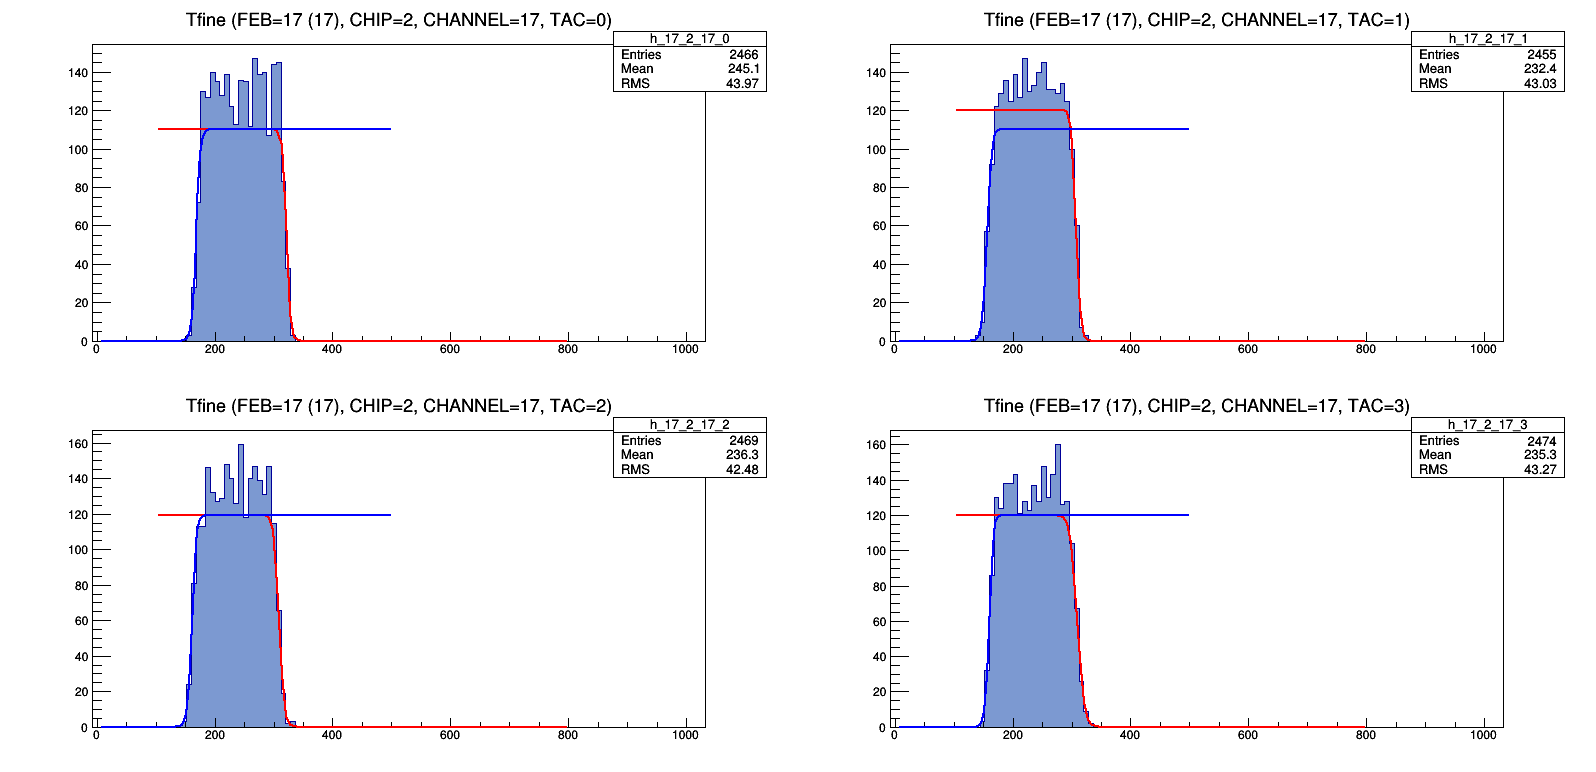 Tfine (FEB=17 (17), CHIP=2, CHANNEL=17, TAC=0)
h_17_2_17_0
Entries 2466
Mean 245.1
RMS 43.97
140
120
100
80
60
40
20
0
0 200 400 600 800 1000
Tfine (FEB=17 (17), CHIP=2, CHANNEL=17, TAC=1)
h_17_2_17_1
Entries 2455
Mean 232.4
RMS 43.03
140
120
100
80
60
40
20
0
0 200 400 600 800 1000
Tfine (FEB=17 (17), CHIP=2, CHANNEL=17, TAC=2)
h_17_2_17_2
Entries 2469
Mean 236.3
RMS 42.48
160
140
120
100
80
60
40
20
0
0 200 400 600 800 1000
Tfine (FEB=17 (17), CHIP=2, CHANNEL=17, TAC=3)
h_17_2_17_3
Entries 2474
Mean 235.3
RMS 43.27
160
140
120
100
80
60
40
20
0
0 200 400 600 800 1000